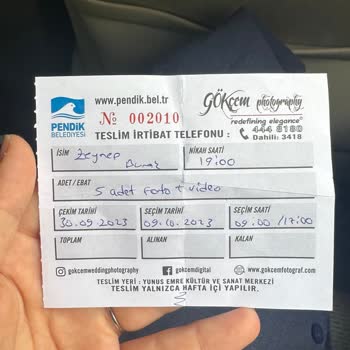 www.pendik.bel.tr
GÖKcem photography
PENDİK
BELEDİYESİ
№ 002010
redefining elegance
TESLİM İRTİBAT TELEFONU :
444 8180
Dahili: 3418
İSİM
Zeynep
Burak
NİKAH SAATİ
19:00
ADET / EBAT
5 adet Foto + video
ÇEKİM TARİHİ
30.09.2023
SEÇİM TARİHİ
09.10.2023
SEÇİM SAATİ
09:00 / 17:00
TOPLAM
ALINAN
KALAN
gokcemweddingphotography
gokcemdigital
www.gokcemfotograf.com
TESLİM YERİ : YUNUS EMRE KÜLTÜR VE SANAT MERKEZİ
TESLİM YALNIZCA HAFTA İÇİ YAPILIR.